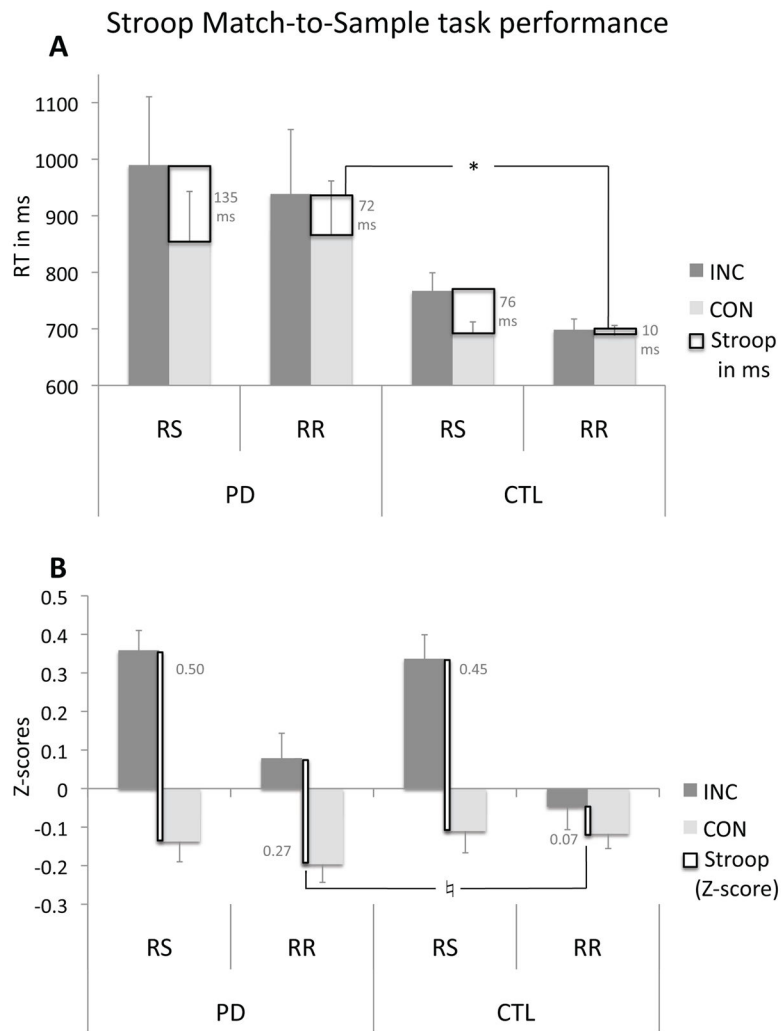 Stroop Match-to-Sample task performance
A
1100
1000
900
800
700
600
RT in ms
135
ms
72
ms
*
76
ms
10
ms
INC
CON
Stroop
in ms
RS RR RS RR
PD CTL
B
0.5
0.4
0.3
0.2
0.1
0
-0.1
-0.2
-0.3
Z-scores
0.50
0.27
0.45
0.07
♮
INC
CON
Stroop
(Z-score)
RS RR RS RR
PD CTL